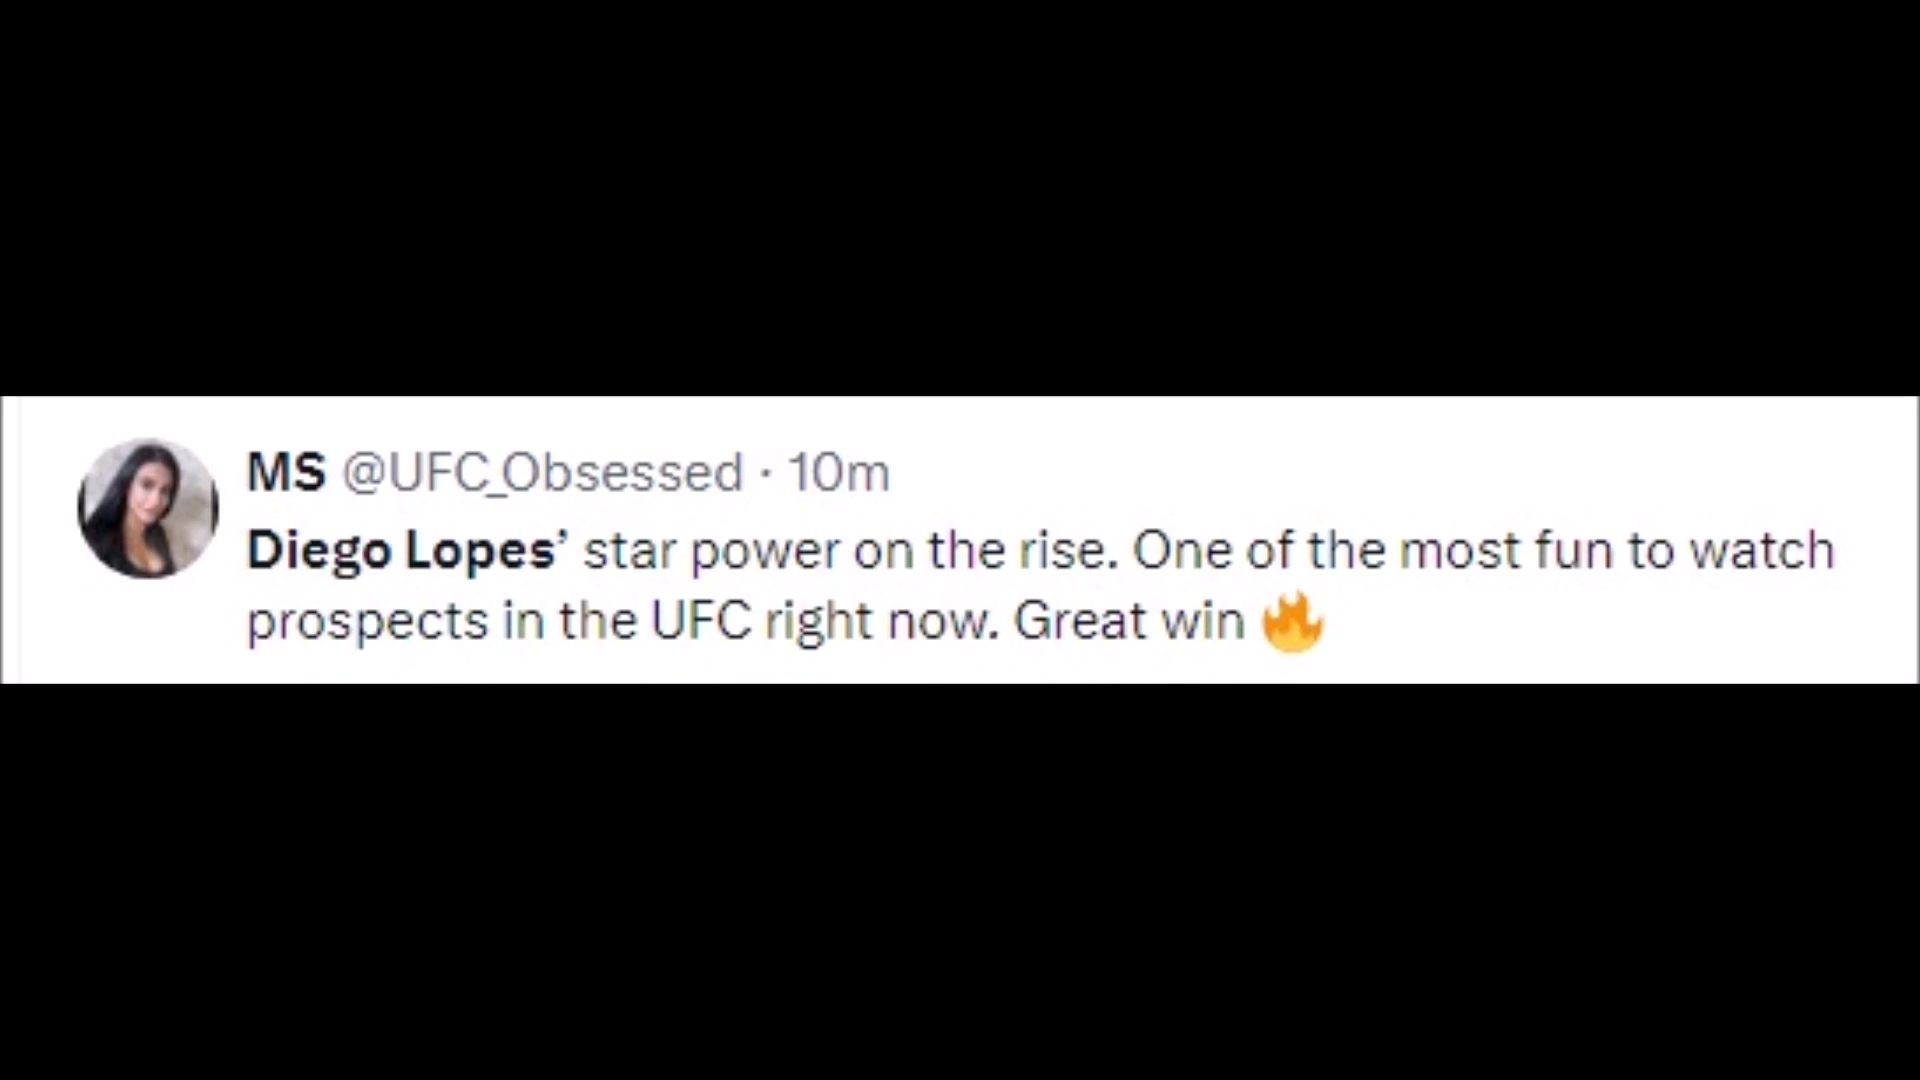 MS @UFC_Obsessed · 10m
Diego Lopes’ star power on the rise. One of the most fun to watch
prospects in the UFC right now. Great win 🔥